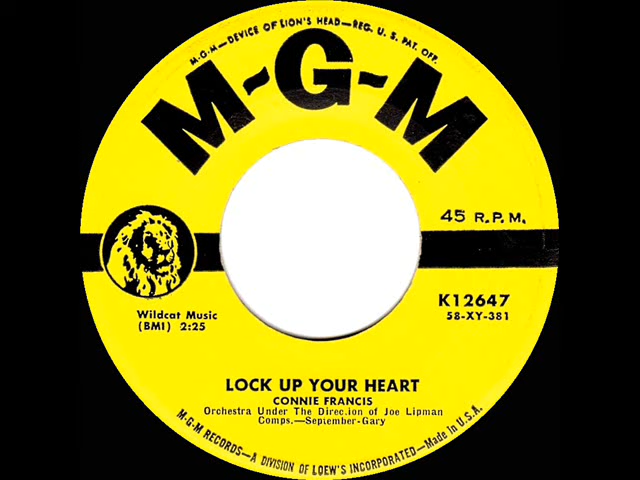 M-G-M—DEVICE OF LION'S HEAD—REG. U. S. PAT. OFF.
M-G-M
45 R.P.M.
K12647
58-XY-381
Wildcat Music
(BMI) 2:25
LOCK UP YOUR HEART
CONNIE FRANCIS
Orchestra Under The Direc.ion of Joe Lipman
Comps.—September-Gary
M-G-M RECORDS—A DIVISION OF LOEW'S INCORPORATED—Made in U.S.A.